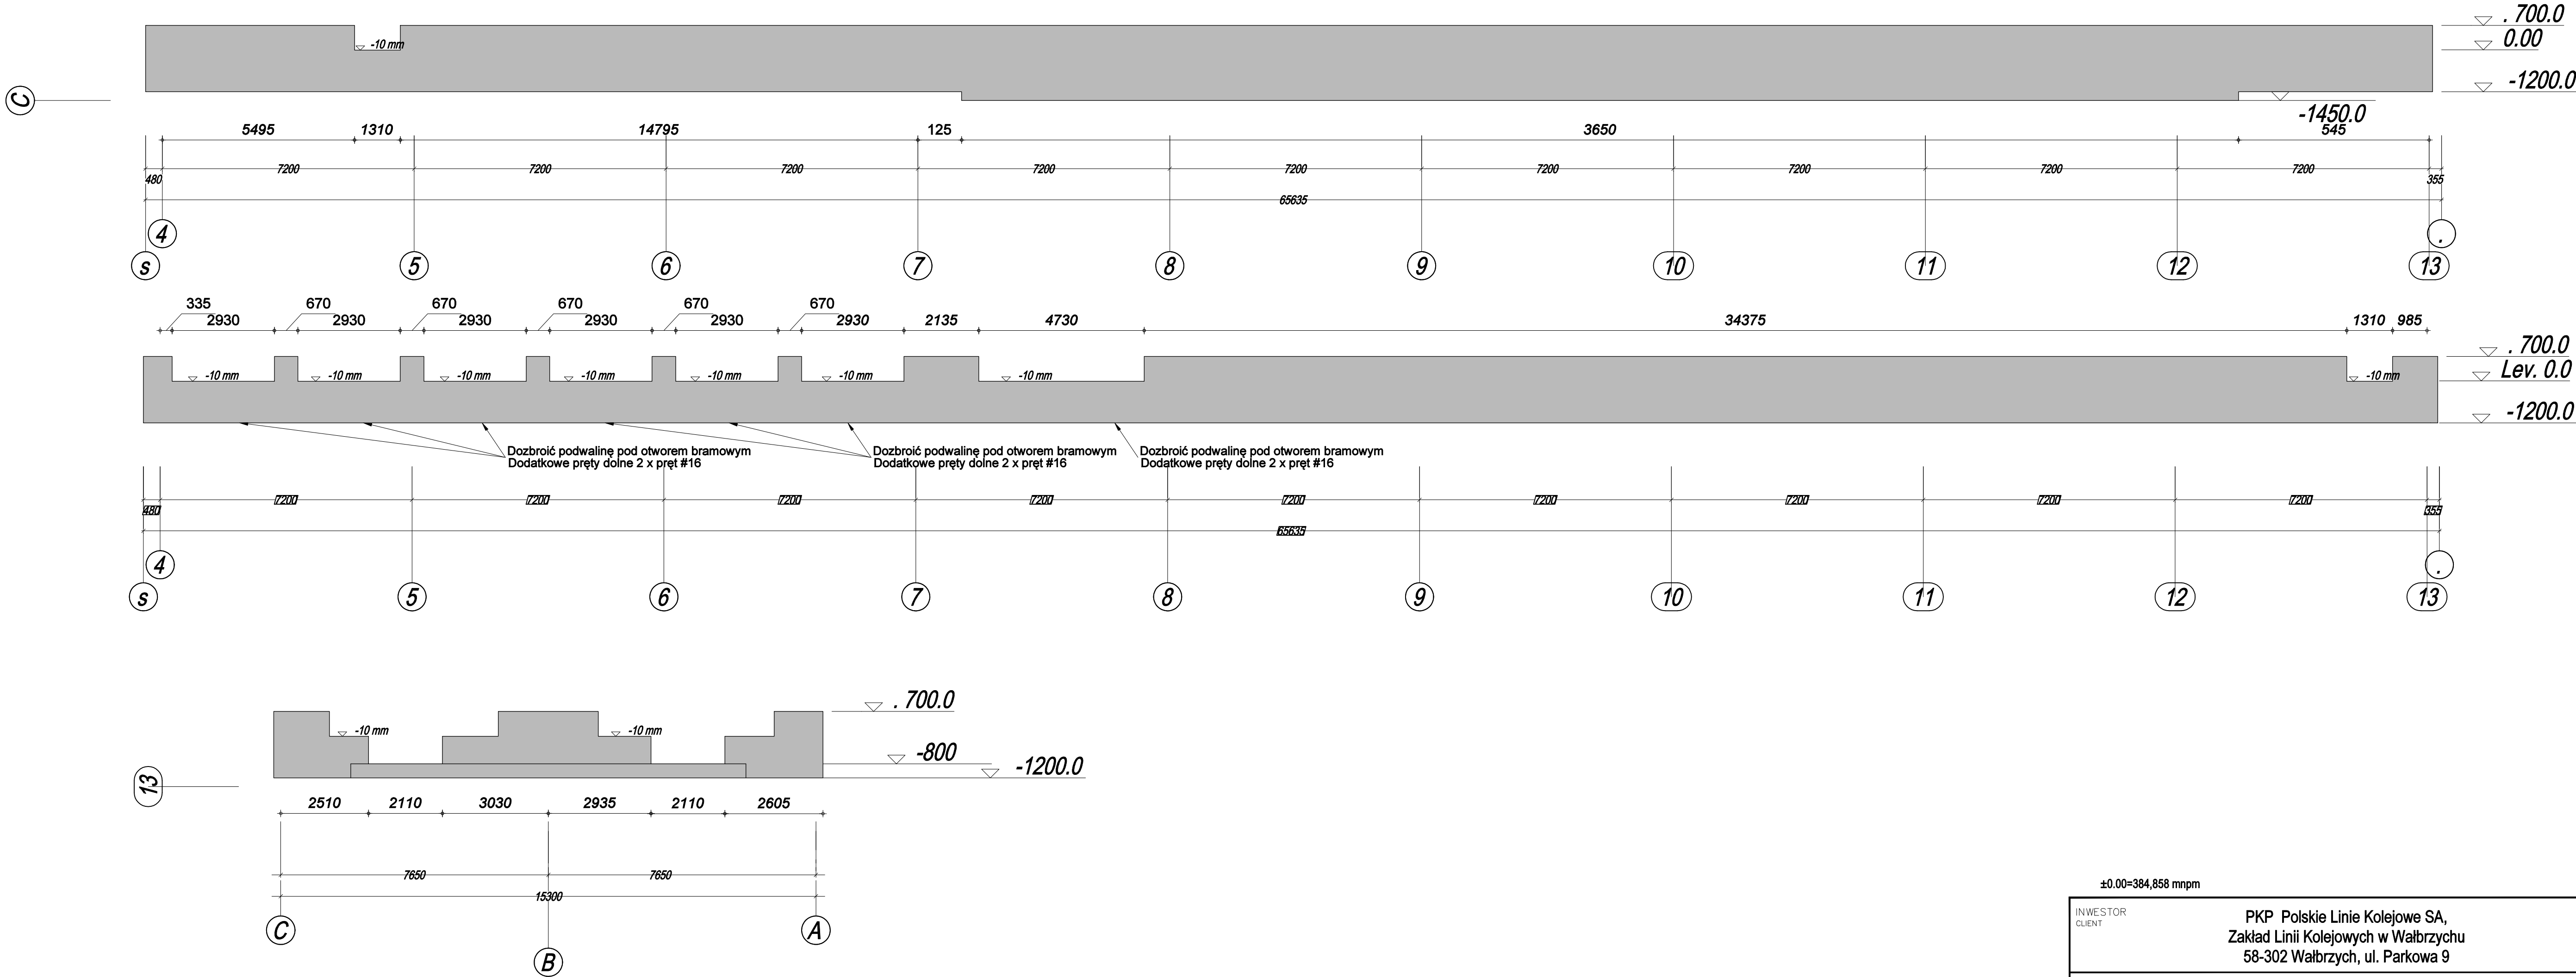 . 700.0
0.00
-1200.0
-10 mm
C
-1450.0
5495 1310 14795 125 3650 545
7200 7200 7200 7200 7200 7200 7200 7200 7200
480 355
65635
4 .
s 5 6 7 8 9 10 11 12 13
335 670 670 670 670 670
2930 2930 2930 2930 2930 2930 2135 4730 34375 1310 985
. 700.0
Lev. 0.0
-1200.0
-10 mm -10 mm -10 mm -10 mm -10 mm -10 mm -10 mm -10 mm
Dozbroić podwalinę pod otworem bramowym
Dodatkowe pręty dolne 2 x pręt #16
Dozbroić podwalinę pod otworem bramowym
Dodatkowe pręty dolne 2 x pręt #16
Dozbroić podwalinę pod otworem bramowym
Dodatkowe pręty dolne 2 x pręt #16
7200 7200 7200 7200 7200 7200 7200 7200 7200
480 355
65635
4 .
s 5 6 7 8 9 10 11 12 13
. 700.0
-10 mm -10 mm
-800
-1200.0
13
2510 2110 3030 2935 2110 2605
7650 7650
15300
C A
B
±0.00=384,858 mnpm
INWESTOR
CLIENT
PKP Polskie Linie Kolejowe SA,
Zakład Linii Kolejowych w Wałbrzychu
58-302 Wałbrzych, ul. Parkowa 9